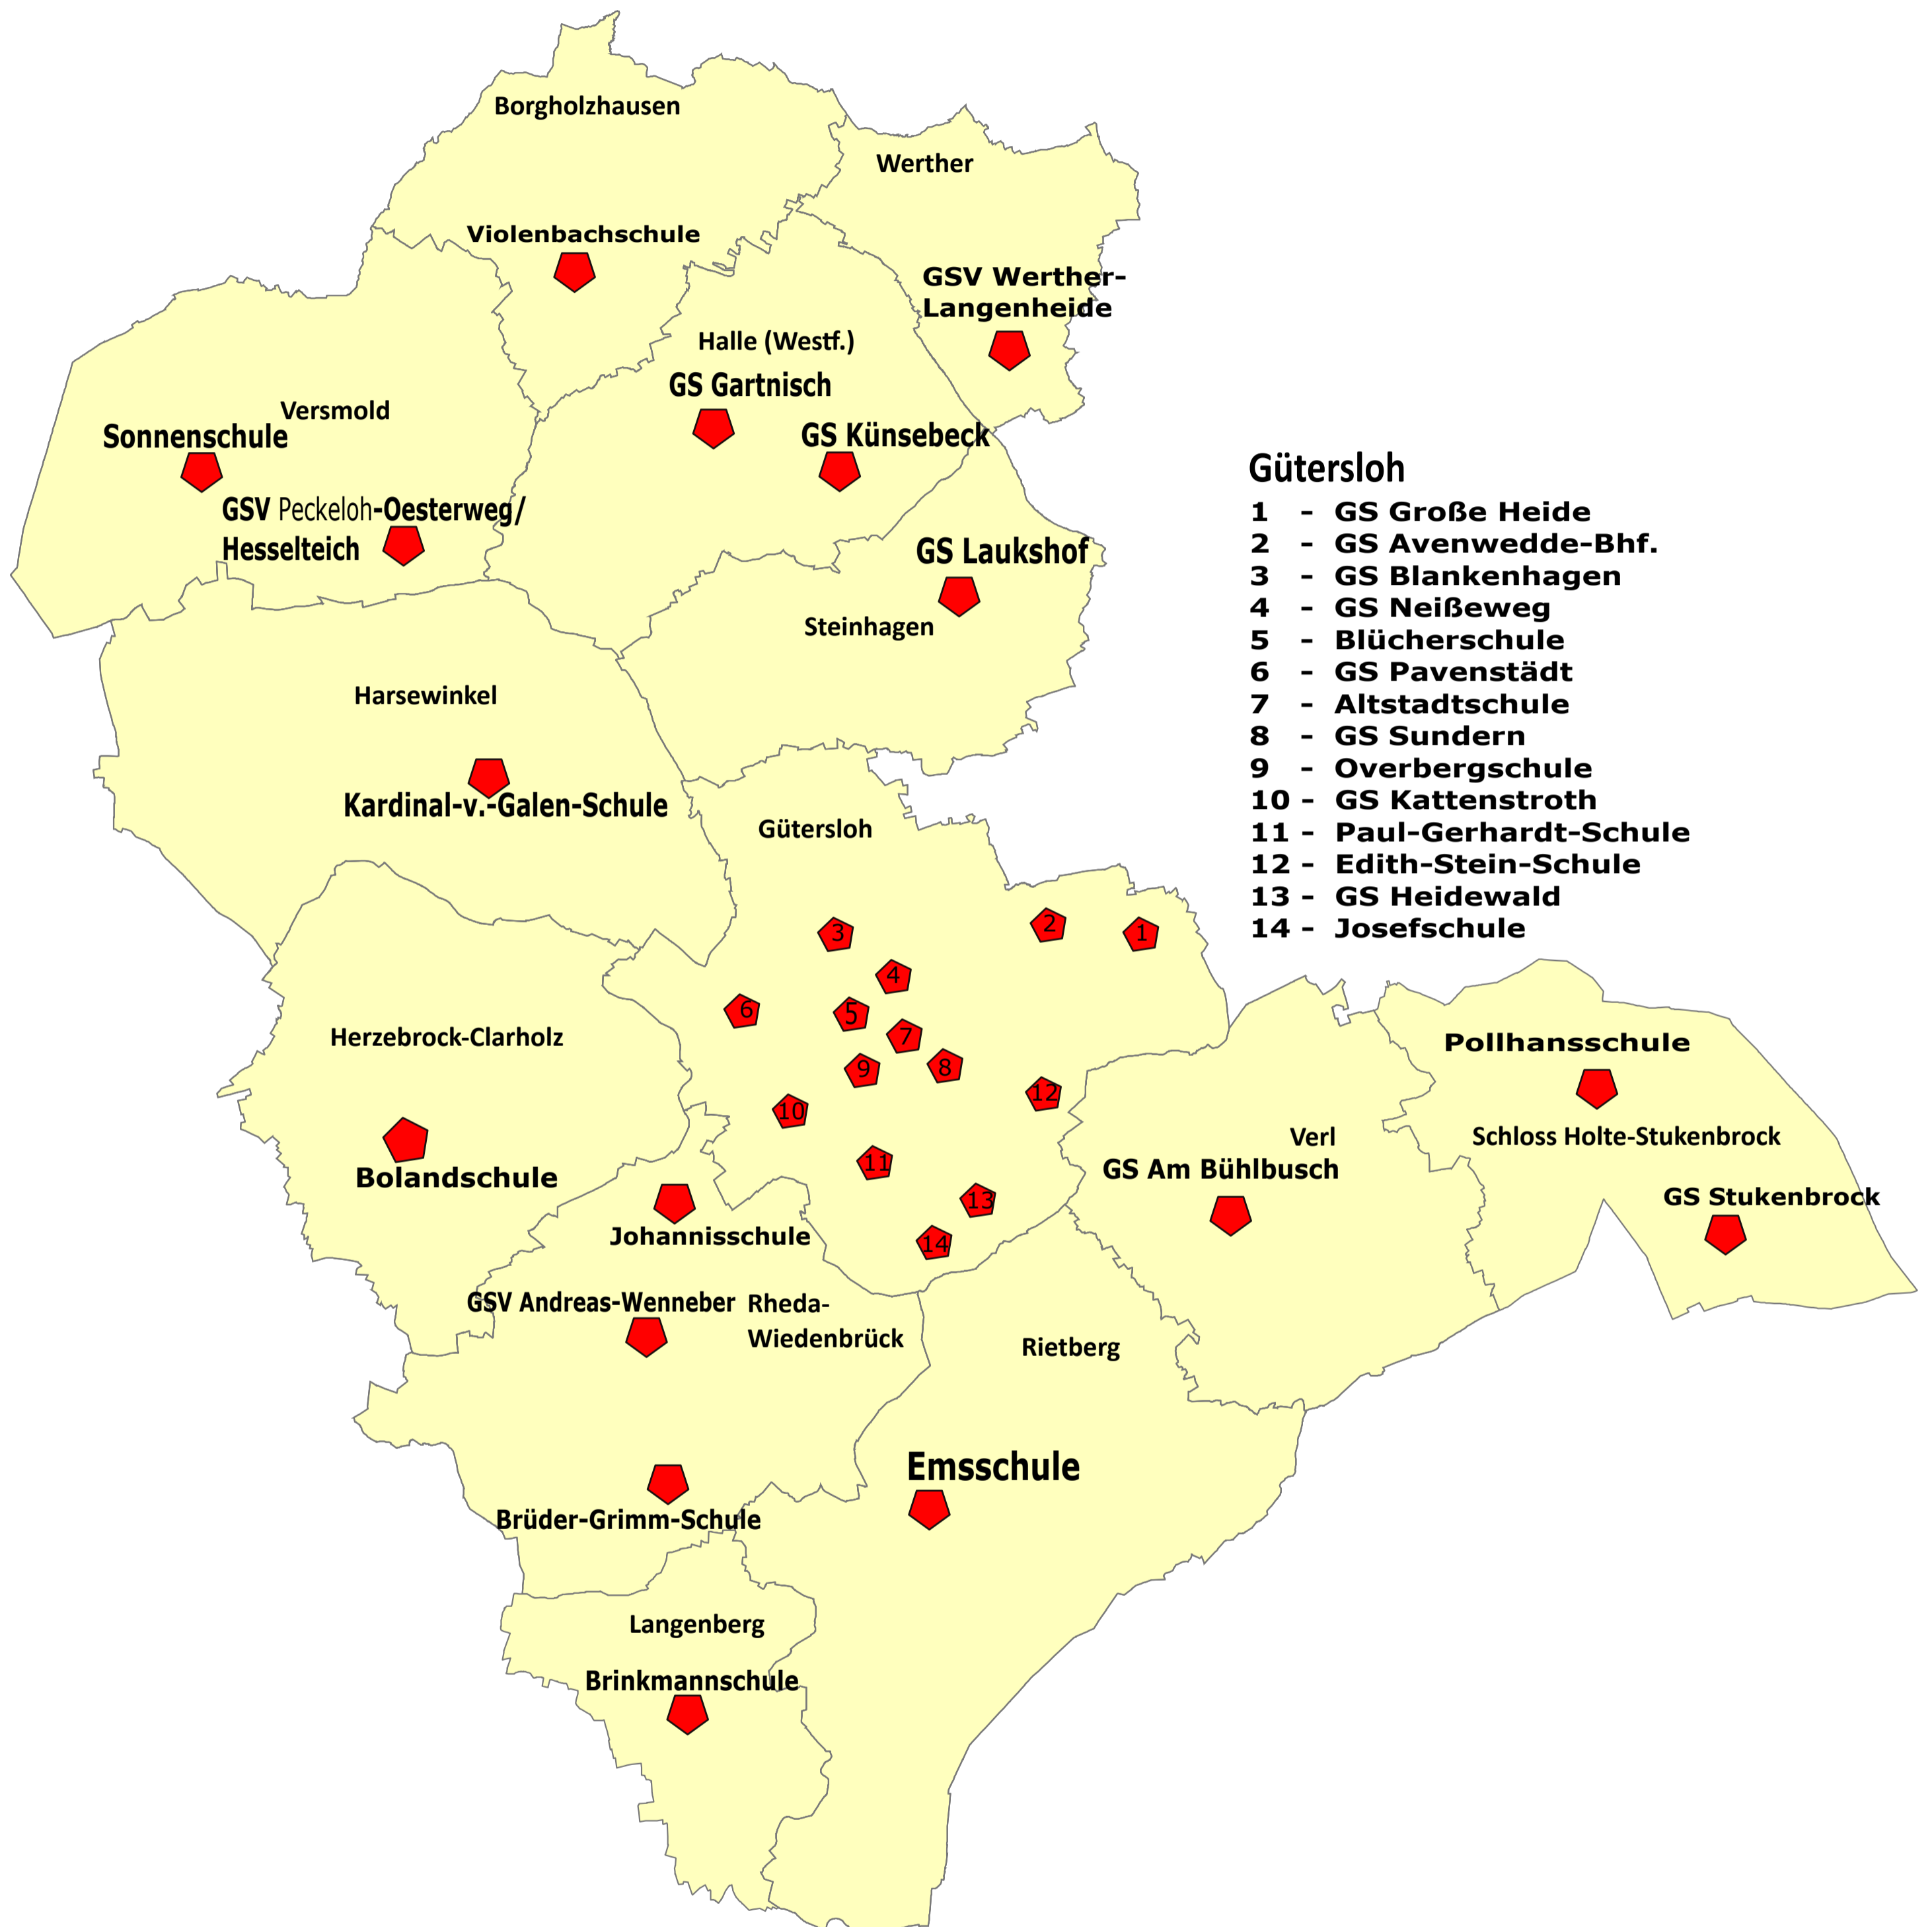 Borgholzhausen
Werther
Violenbachschule
GSV Werther-
Langenheide
Halle (Westf.)
GS Gartnisch
Versmold
Sonnenschule
GS Künsebeck
GSV Peckeloh-Oesterweg/
Hesselteich
GS Laukshof
Steinhagen
Harsewinkel
Kardinal-v.-Galen-Schule
Gütersloh
Gütersloh
1 - GS Große Heide
2 - GS Avenwedde-Bhf.
3 - GS Blankenhagen
4 - GS Neißeweg
5 - Blücherschule
6 - GS Pavenstädt
7 - Altstadtschule
8 - GS Sundern
9 - Overbergschule
10 - GS Kattenstroth
11 - Paul-Gerhardt-Schule
12 - Edith-Stein-Schule
13 - GS Heidewald
14 - Josefschule
2
1
3
4
6
5
7
9
8
12
10
11
13
14
Herzebrock-Clarholz
Bolandschule
Pollhansschule
Verl
Schloss Holte-Stukenbrock
GS Am Bühlbusch
GS Stukenbrock
Johannisschule
GSV Andreas-Wenneber
Rheda-
Wiedenbrück
Rietberg
Emsschule
Brüder-Grimm-Schule
Langenberg
Brinkmannschule